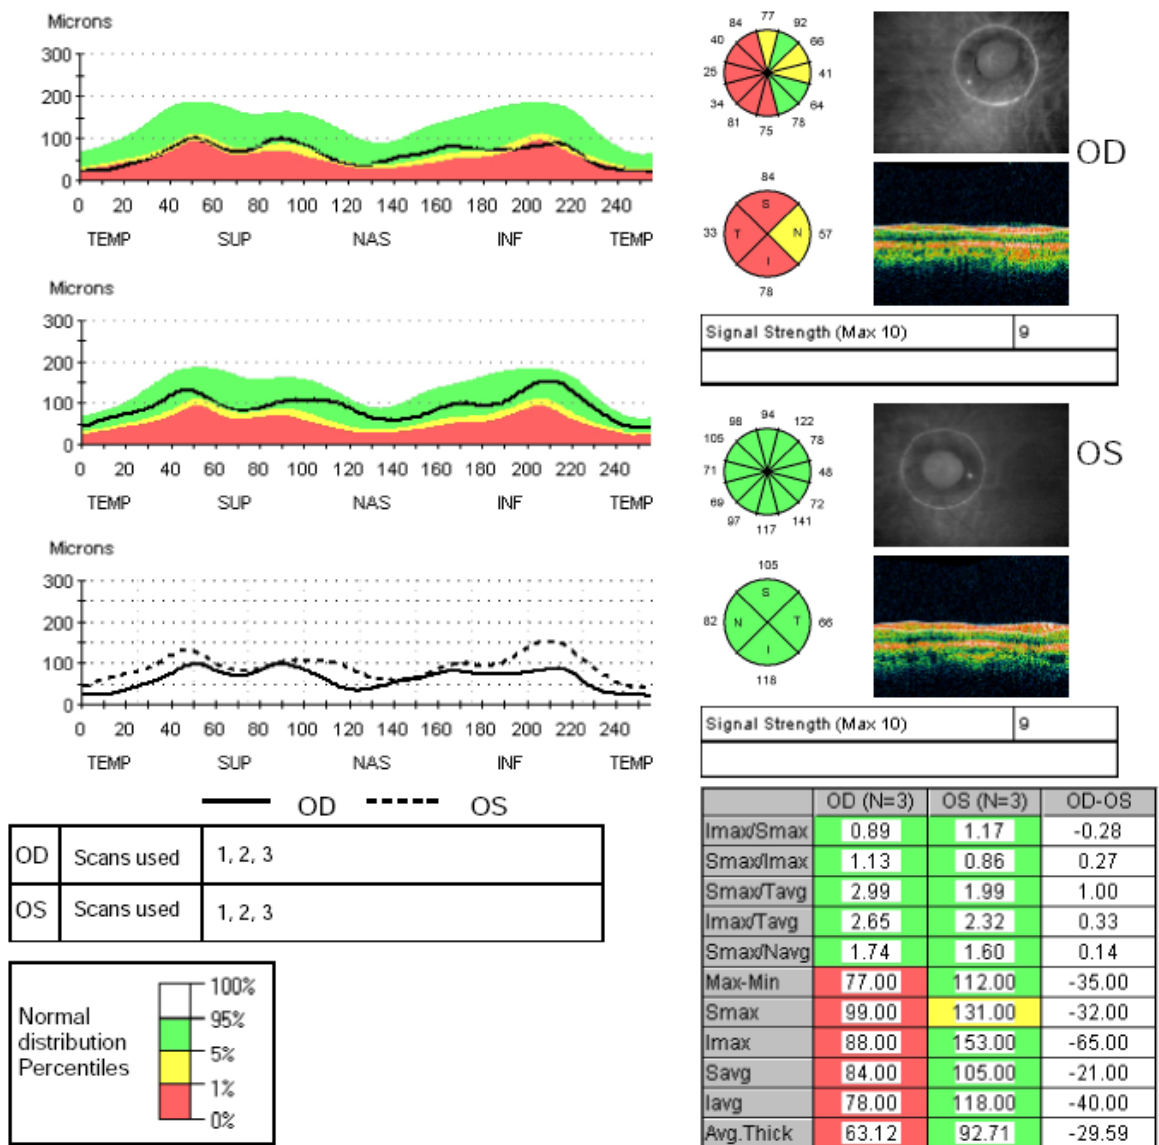 Microns
300
200
100
0
0 20 40 60 80 100 120 140 160 180 200 220 240
TEMP SUP NAS INF TEMP
Microns
300
200
100
0
0 20 40 60 80 100 120 140 160 180 200 220 240
TEMP SUP NAS INF TEMP
Microns
300
200
100
0
0 20 40 60 80 100 120 140 160 180 200 220 240
TEMP SUP NAS INF TEMP
OD OS
OD Scans used 1, 2, 3
OS Scans used 1, 2, 3
Normal
distribution
Percentiles
100%
95%
5%
1%
0%
77
84 92
40 66
25 41
34 64
81 78
75
OD
84
S
33 T N 57
I
78
Signal Strength (Max 10) 9
94
98 122
105 78
71 48
69 72
97 141
117
OS
105
S
82 N T 66
I
118
Signal Strength (Max 10) 9
OD (N=3) OS (N=3) OD-OS
Imax/Smax 0.89 1.17 -0.28
Smax/Imax 1.13 0.86 0.27
Smax/Tavg 2.99 1.99 1.00
Imax/Tavg 2.65 2.32 0.33
Smax/Navg 1.74 1.60 0.14
Max-Min 77.00 112.00 -35.00
Smax 99.00 131.00 -32.00
Imax 88.00 153.00 -65.00
Savg 84.00 105.00 -21.00
Iavg 78.00 118.00 -40.00
Avg.Thick 63.12 92.71 -29.59